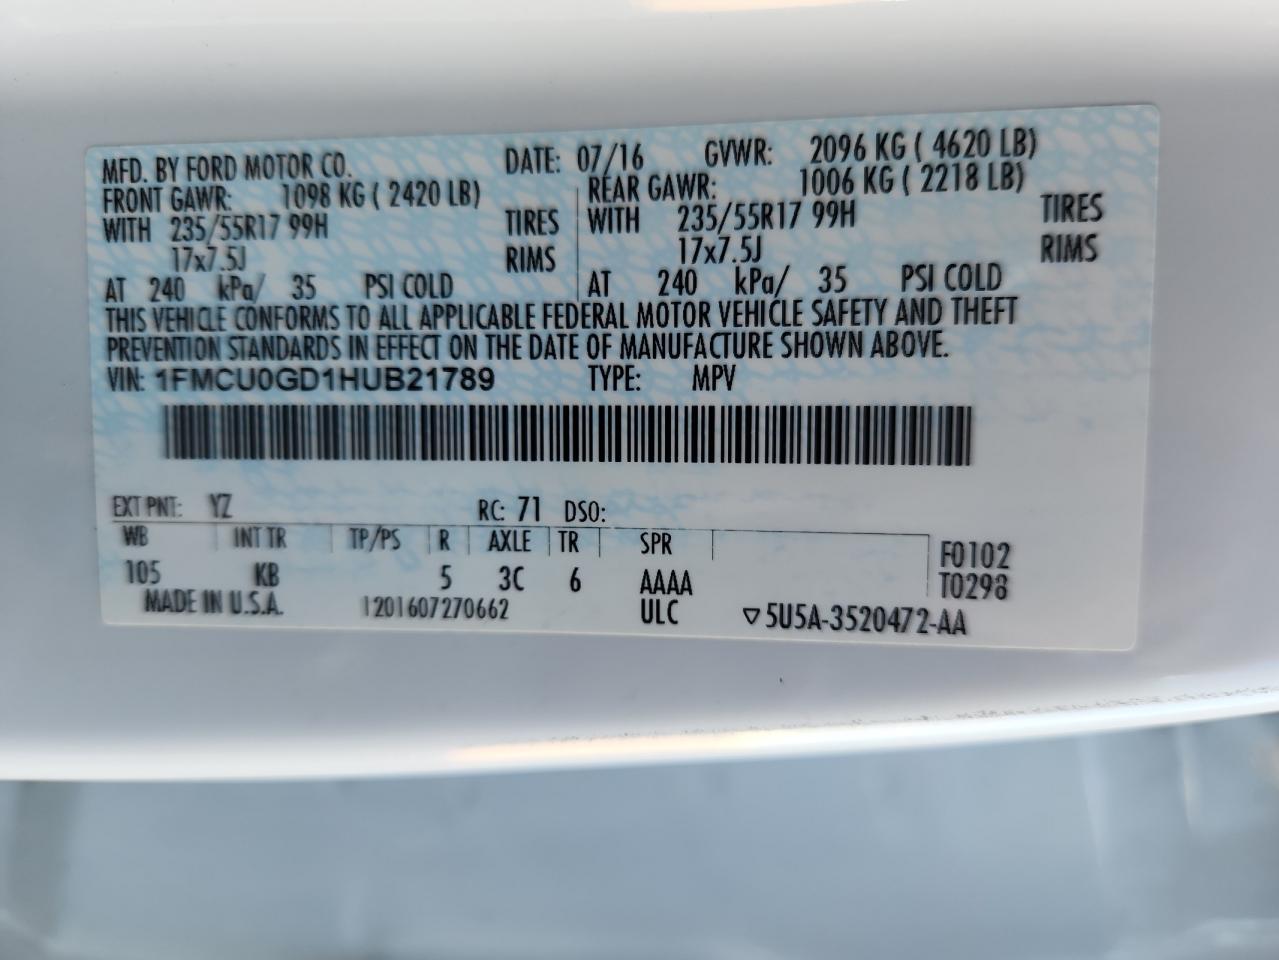 MFD. BY FORD MOTOR CO. DATE: 07/16 GVWR: 2096 KG ( 4620 LB)
FRONT GAWR: 1098 KG ( 2420 LB) REAR GAWR: 1006 KG ( 2218 LB)
WITH 235/55R17 99H TIRES WITH 235/55R17 99H TIRES
17x7.5J RIMS 17x7.5J RIMS
AT 240 kPa/ 35 PSI COLD AT 240 kPa/ 35 PSI COLD
THIS VEHICLE CONFORMS TO ALL APPLICABLE FEDERAL MOTOR VEHICLE SAFETY AND THEFT
PREVENTION STANDARDS IN EFFECT ON THE DATE OF MANUFACTURE SHOWN ABOVE.
VIN: 1FMCU0GD1HUB21789 TYPE: MPV
EXT PNT: YZ RC: 71 DSO:
WB INT TR TP/PS R AXLE TR SPR F0102
105 KB 5 3C 6 AAAA T0298
MADE IN U.S.A. 1201607270662 ULC ▽5U5A-3520472-AA